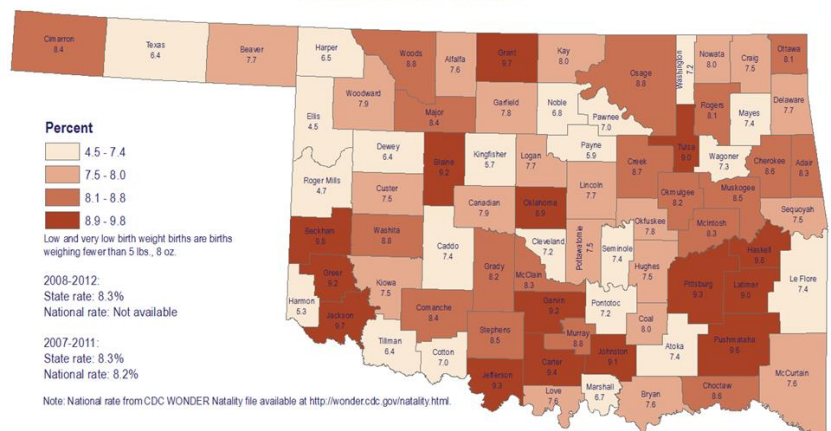 Cimarron
8.4
Texas
6.4
Beaver
7.7
Harper
6.5
Woods
8.8
Alfalfa
7.6
Grant
9.7
Kay
8.0
Osage
8.8
Washington
7.2
Nowata
8.0
Craig
7.5
Ottawa
8.1
Woodward
7.9
Major
8.4
Garfield
7.8
Noble
6.8
Pawnee
7.0
Rogers
8.1
Mayes
7.4
Delaware
7.7
Ellis
4.5
Dewey
6.4
Blaine
9.2
Kingfisher
5.7
Logan
7.7
Payne
5.9
Creek
8.7
Tulsa
9.0
Wagoner
7.3
Cherokee
8.6
Adair
8.3
Percent
4.5 - 7.4
7.5 - 8.0
8.1 - 8.8
8.9 - 9.8
Low and very low birth weight births are births
weighing fewer than 5 lbs., 8 oz.
2008-2012:
State rate: 8.3%
National rate: Not available
2007-2011:
State rate: 8.3%
National rate: 8.2%
Roger Mills
4.7
Custer
7.5
Canadian
7.9
Oklahoma
8.9
Lincoln
7.7
Okmulgee
8.2
Muskogee
8.5
Sequoyah
7.5
Beckham
9.8
Washita
8.8
Caddo
7.4
Grady
8.2
Cleveland
7.2
Pottawatomie
7.5
Seminole
7.4
Okfuskee
7.8
McIntosh
8.3
Haskell
9.6
Le Flore
7.4
Greer
9.2
Kiowa
7.5
McClain
8.3
Hughes
7.5
Pittsburg
9.3
Latimer
9.0
Harmon
5.3
Jackson
9.7
Comanche
8.4
Stephens
8.5
Garvin
9.2
Pontotoc
7.2
Coal
8.0
Tillman
6.4
Cotton
7.0
Murray
8.8
Johnston
9.1
Atoka
7.4
Pushmataha
9.5
McCurtain
7.6
Jefferson
9.3
Carter
9.4
Love
7.6
Marshall
6.7
Bryan
7.6
Choctaw
8.6
Note: National rate from CDC WONDER Natality file available at http://wonder.cdc.gov/natality.html.